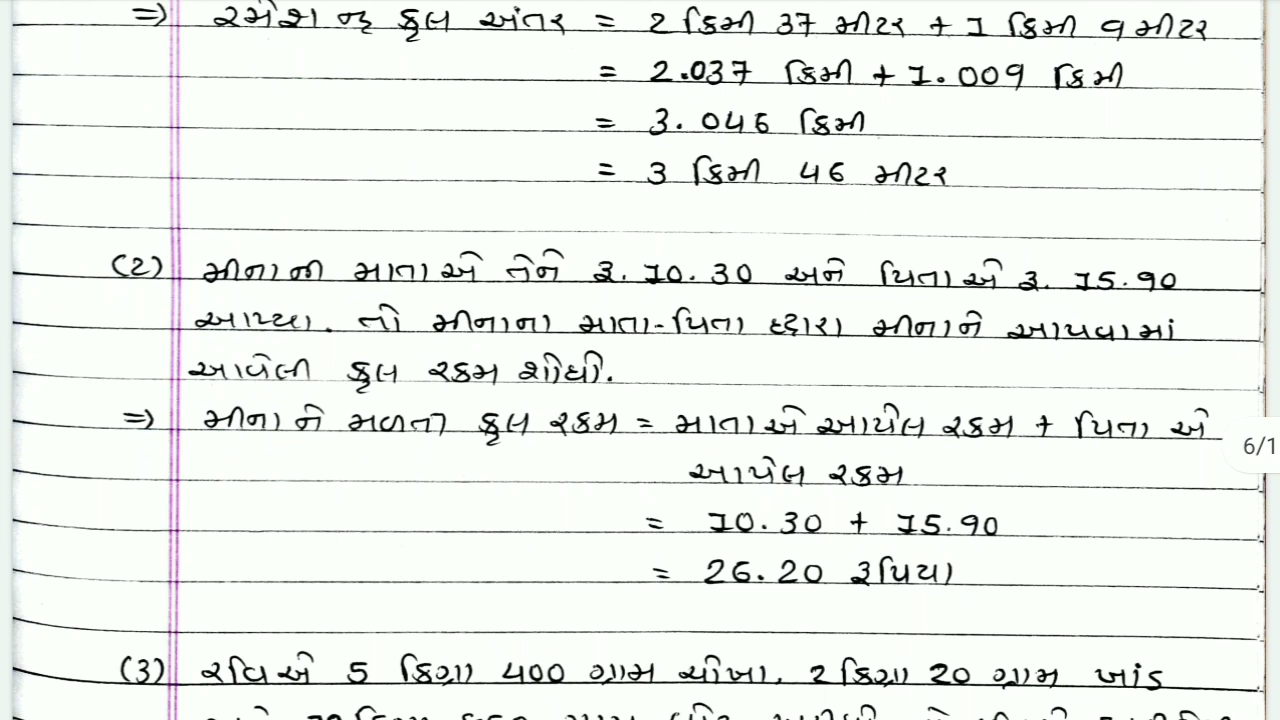 ⇒) રમેશ નુ કુલ અંતર = 2 કિમી 37 મીટર + 1 કિમી 9 મીટર
= 2.037 કિમી + 1.009 કિમી
= 3.046 કિમી
= 3 કિમી 46 મીટર
(2) મીનાની માતાએ તેને રૂ. 10.30 અને પિતાએ રૂ. 15.90
આપ્યા. તો મીનાના માતા-પિતા દ્વારા મીનાને આપવામાં
આવેલી કુલ રકમ શોધો.
⇒) મીનાને મળતી કુલ રકમ = માતાએ આપેલ રકમ + પિતા એ
6/1
આપેલ રકમ
= 10.30 + 15.90
= 26.20 રૂપિયા
(3) રવિએ 5 કિગ્રા 400 ગ્રામ ચોખા, 2 કિગ્રા 20 ગ્રામ ખાંડ